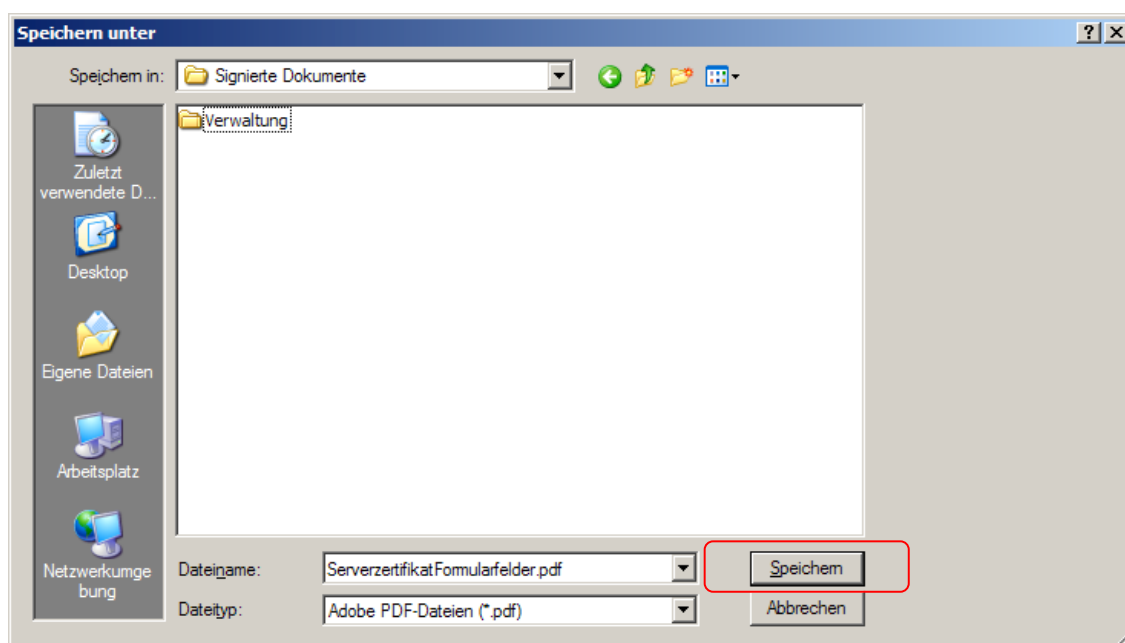 Speichern unter
Speichern in:
Signierte Dokumente
Verwaltung
Zuletzt
verwendete D...
Desktop
Eigene Dateien
Arbeitsplatz
Netzwerkumge
bung
Dateiname:
ServerzertifikatFormularfelder.pdf
Speichern
Dateityp:
Adobe PDF-Dateien (*.pdf)
Abbrechen